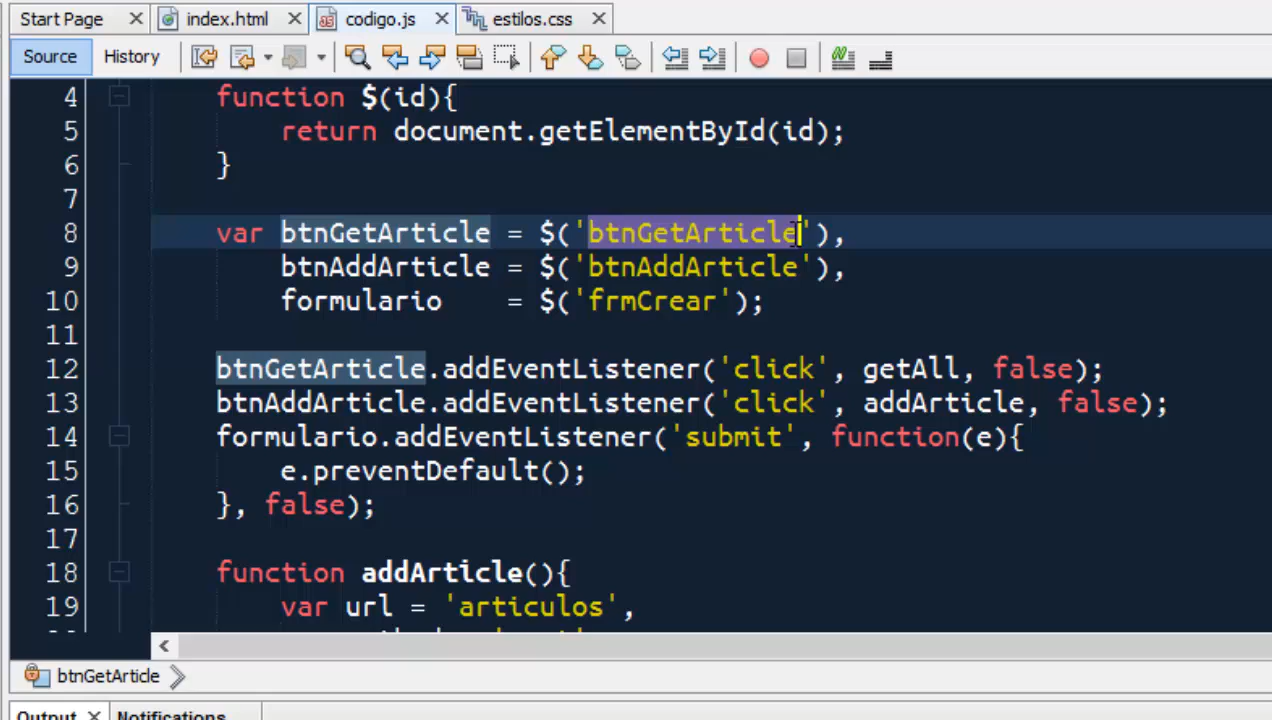 Start Page index.html codigo.js estilos.css
Source History
4 function $(id){
5 return document.getElementById(id);
6 }
7
8 var btnGetArticle = $('btnGetArticle'),
9 btnAddArticle = $('btnAddArticle'),
10 formulario = $('frmCrear');
11
12 btnGetArticle.addEventListener('click', getAll, false);
13 btnAddArticle.addEventListener('click', addArticle, false);
14 formulario.addEventListener('submit', function(e){
15 e.preventDefault();
16 }, false);
17
18 function addArticle(){
19 var url = 'articulos',
btnGetArticle
Output Notifications